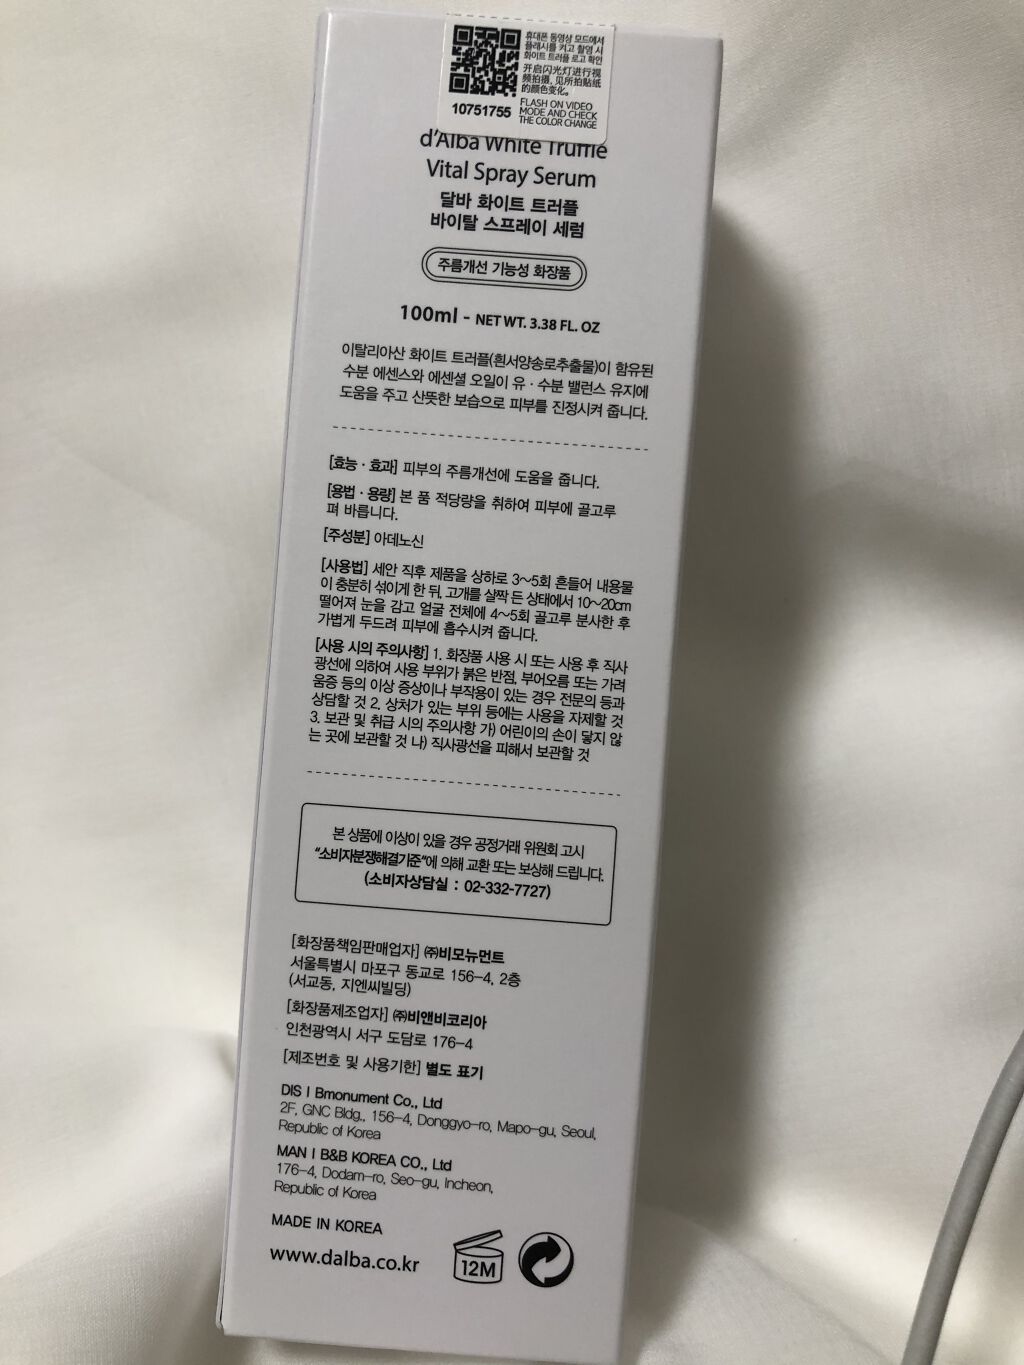 휴대폰 동영상 모드에서
플래시를 켜고 촬영 시
화이트 트러플 로고 확인
开启闪光灯进行视
频拍摄, 见所拍贴纸
的颜色变化。
10751755
FLASH ON VIDEO
MODE AND CHECK
THE COLOR CHANGE
d'Alba White Truffle
Vital Spray Serum
달바 화이트 트러플
바이탈 스프레이 세럼
주름개선 기능성 화장품
100ml - NET WT. 3.38 FL. OZ
이탈리아산 화이트 트러플(흰서양송로추출물)이 함유된
수분 에센스와 에센셜 오일이 유·수분 밸런스 유지에
도움을 주고 산뜻한 보습으로 피부를 진정시켜 줍니다.
[효능·효과] 피부의 주름개선에 도움을 줍니다.
[용법·용량] 본 품 적당량을 취하여 피부에 골고루
펴 바릅니다.
[주성분] 아데노신
[사용법] 세안 직후 제품을 상하로 3~5회 흔들어 내용물
이 충분히 섞이게 한 뒤, 고개를 살짝 든 상태에서 10~20cm
떨어져 눈을 감고 얼굴 전체에 4~5회 골고루 분사한 후
가볍게 두드려 피부에 흡수시켜 줍니다.
[사용 시의 주의사항] 1. 화장품 사용 시 또는 사용 후 직사
광선에 의하여 사용 부위가 붉은 반점, 부어오름 또는 가려
움증 등의 이상 증상이나 부작용이 있는 경우 전문의 등과
상담할 것 2. 상처가 있는 부위 등에는 사용을 자제할 것
3. 보관 및 취급 시의 주의사항 가) 어린이의 손이 닿지 않
는 곳에 보관할 것 나) 직사광선을 피해서 보관할 것
본 상품에 이상이 있을 경우 공정거래 위원회 고시
"소비자분쟁해결기준"에 의해 교환 또는 보상해 드립니다.
(소비자상담실 : 02-332-7727)
[화장품책임판매업자] ㈜비모뉴먼트
서울특별시 마포구 동교로 156-4, 2층
(서교동, 지엔씨빌딩)
[화장품제조업자] ㈜비앤비코리아
인천광역시 서구 도담로 176-4
[제조번호 및 사용기한] 별도 표기
DIS I Bmonument Co., Ltd
2F, GNC Bldg., 156-4, Donggyo-ro, Mapo-gu, Seoul,
Republic of Korea
MAN I B&B KOREA CO., Ltd
176-4, Dodam-ro, Seo-gu, Incheon,
Republic of Korea
MADE IN KOREA
www.dalba.co.kr
12M